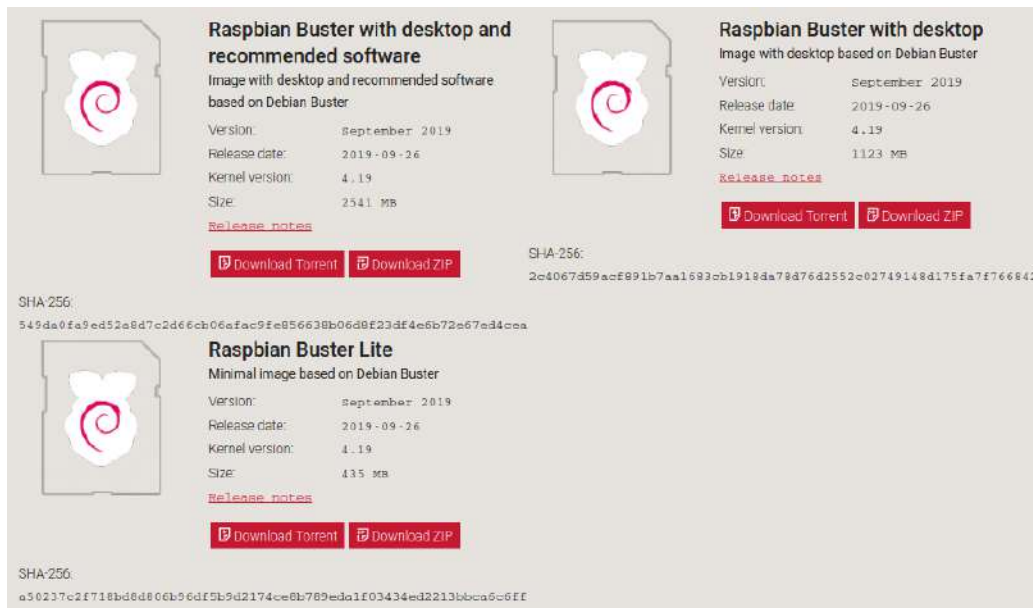 Raspbian Buster with desktop and
recommended software
Image with desktop and recommended software
based on Debian Buster
Version: September 2019
Release date: 2019-09-26
Kernel version: 4.19
Size: 2541 MB
Release notes
Download Torrent Download ZIP
SHA-256:
Raspbian Buster with desktop
Image with desktop based on Debian Buster
Version: September 2019
Release date: 2019-09-26
Kernel version: 4.19
Size: 1123 MB
Release notes
Download Torrent Download ZIP
SHA-256:
Raspbian Buster Lite
Minimal image based on Debian Buster
Version: September 2019
Release date: 2019-09-26
Kernel version: 4.19
Size: 435 MB
Release notes
Download Torrent Download ZIP
SHA-256:
a50237c2f718bd8d806b96df5b9d2174ce8b789eda1f03434ed2213bbca6c6ff